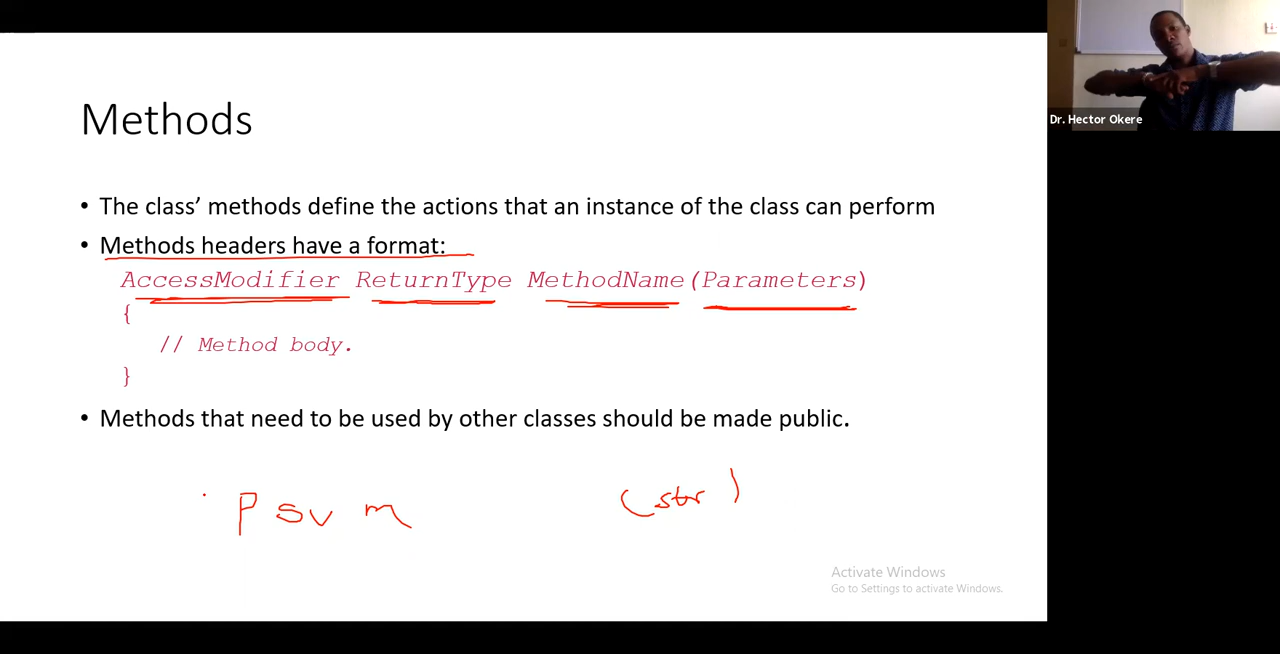 Methods
• The class’ methods define the actions that an instance of the class can perform
• Methods headers have a format:
AccessModifier ReturnType MethodName(Parameters)
{
// Method body.
}
• Methods that need to be used by other classes should be made public.
P S V m (str )
Activate Windows
Go to Settings to activate Windows.
Dr. Hector Okere